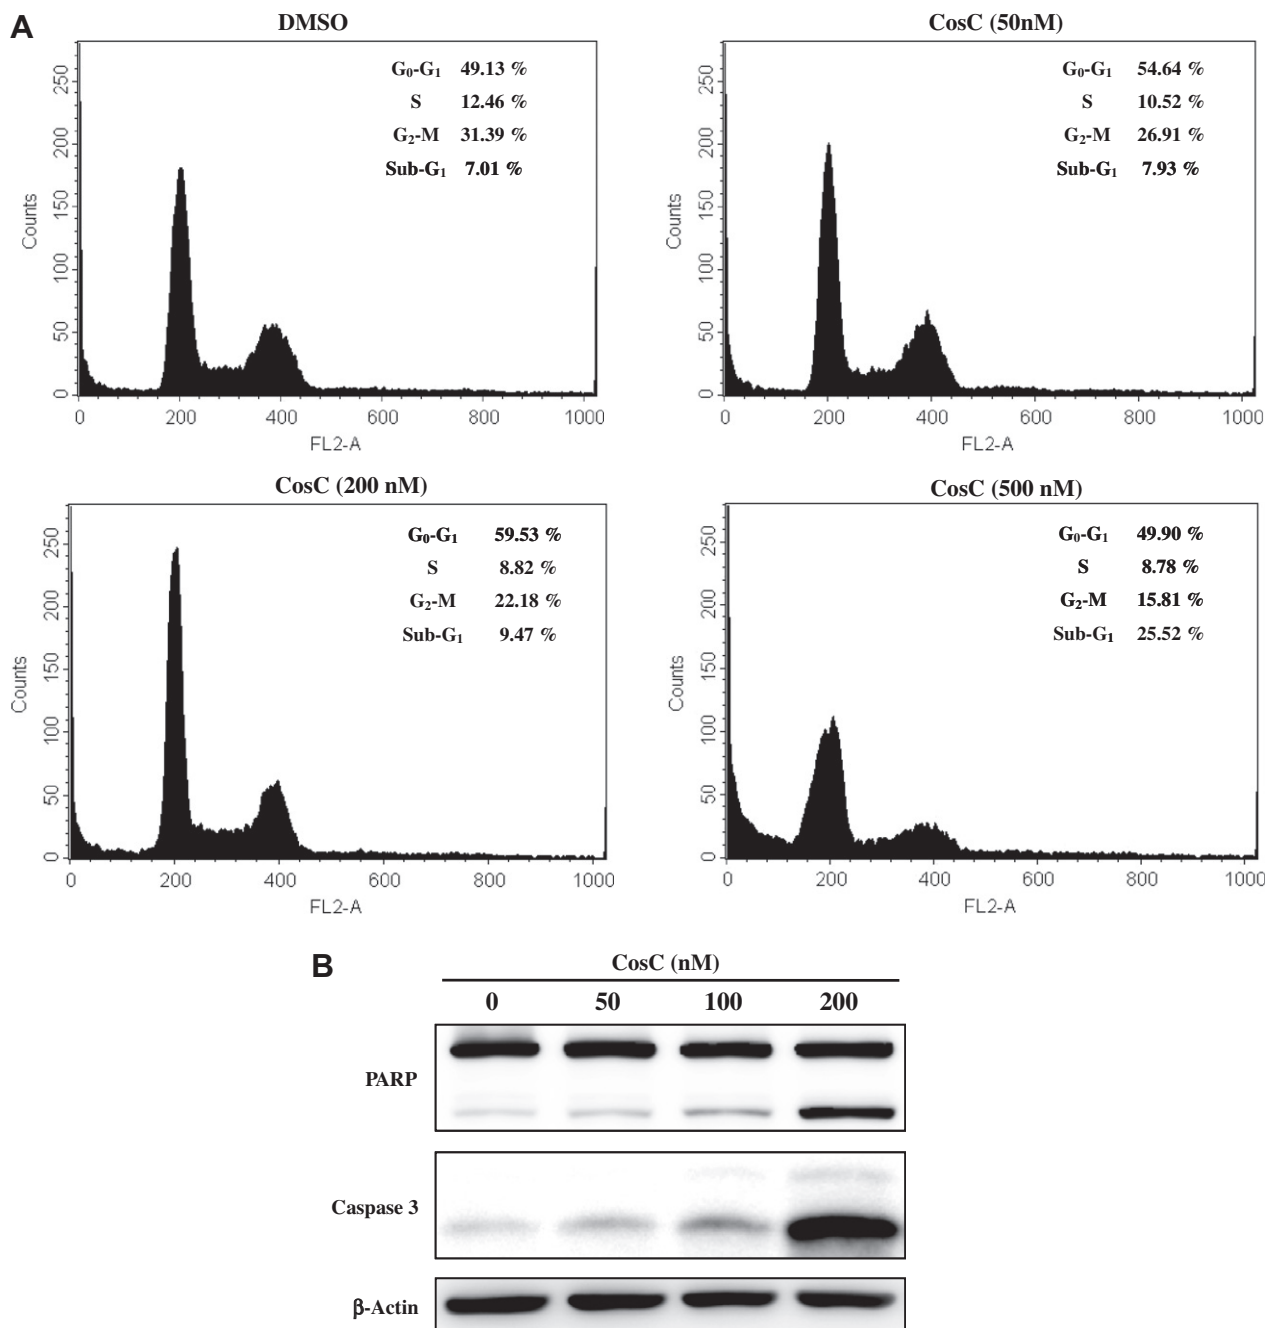 A
DMSO
G₀-G₁ 49.13 %
S 12.46 %
G₂-M 31.39 %
Sub-G₁ 7.01 %
Counts
250
200
150
100
50
0
0 200 400 600 800 1000
FL2-A
CosC (50nM)
G₀-G₁ 54.64 %
S 10.52 %
G₂-M 26.91 %
Sub-G₁ 7.93 %
Counts
250
200
150
100
50
0
0 200 400 600 800 1000
FL2-A
CosC (200 nM)
G₀-G₁ 59.53 %
S 8.82 %
G₂-M 22.18 %
Sub-G₁ 9.47 %
Counts
250
200
150
100
50
0
0 200 400 600 800 1000
FL2-A
CosC (500 nM)
G₀-G₁ 49.90 %
S 8.78 %
G₂-M 15.81 %
Sub-G₁ 25.52 %
Counts
250
200
150
100
50
0
0 200 400 600 800 1000
FL2-A
B
CosC (nM)
0 50 100 200
PARP
Caspase 3
β-Actin